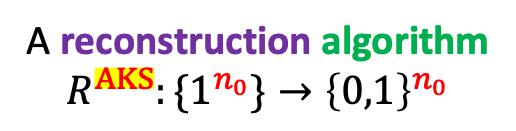 A reconstruction algorithm
R^AKS: {1^n₀} → {0,1}^n₀